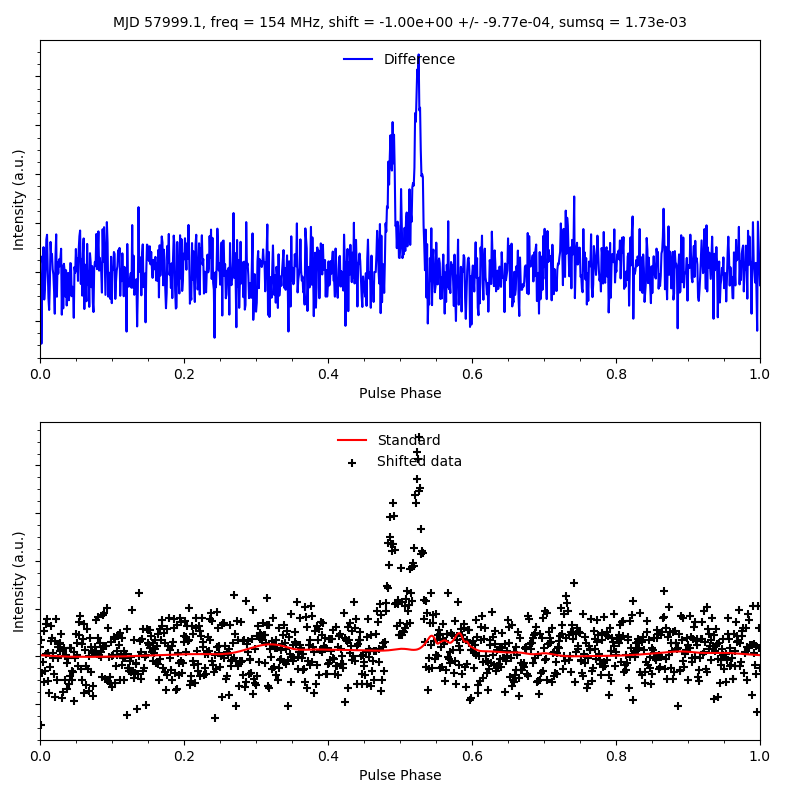 MJD 57999.1, freq = 154 MHz, shift = -1.00e+00 +/- -9.77e-04, sumsq = 1.73e-03
Difference
Intensity (a.u.)
0.0 0.2 0.4 0.6 0.8 1.0
Pulse Phase
Standard
Shifted data
Intensity (a.u.)
0.0 0.2 0.4 0.6 0.8 1.0
Pulse Phase